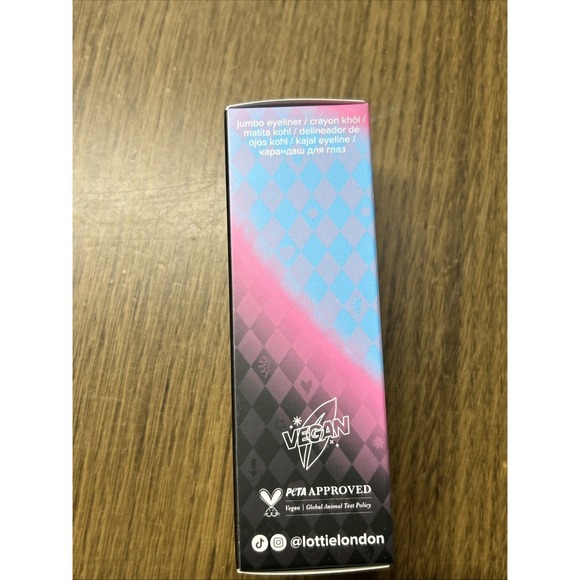 jumbo eyeliner / crayon khôl /
matita kohl / delineador de
ojos kohl / kajal eyeline /
карандаш для глаз
VEGAN
PeTA APPROVED
Vegan | Global Animal Test Policy
@lottielondon